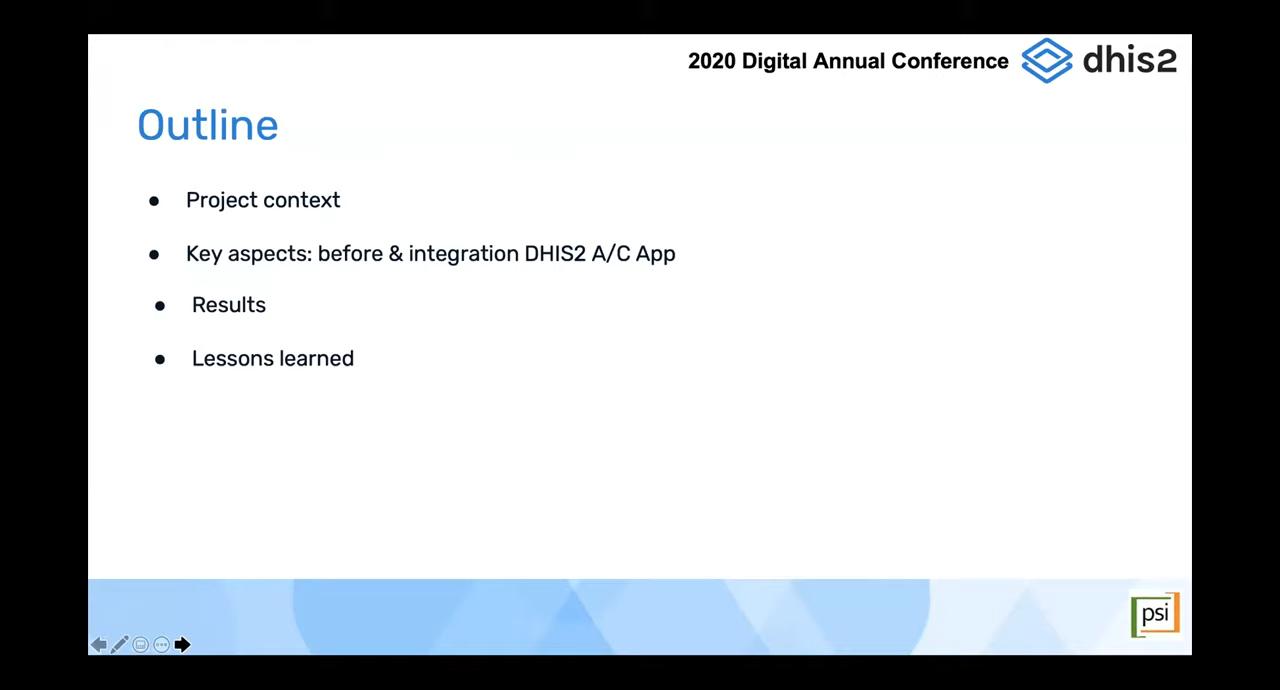 2020 Digital Annual Conference dhis2
Outline
● Project context
● Key aspects: before & integration DHIS2 A/C App
● Results
● Lessons learned
psi